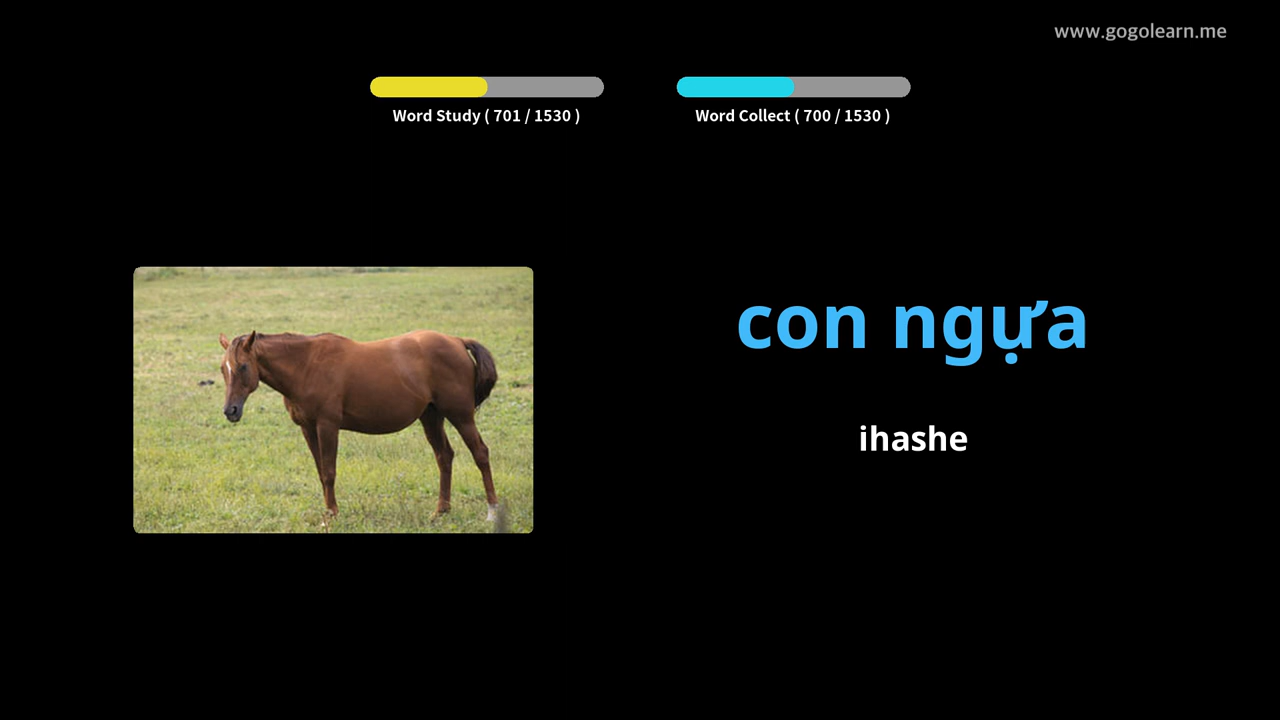 www.gogolearn.me
Word Study ( 701 / 1530 )
Word Collect ( 700 / 1530 )
con ngựa
ihashe